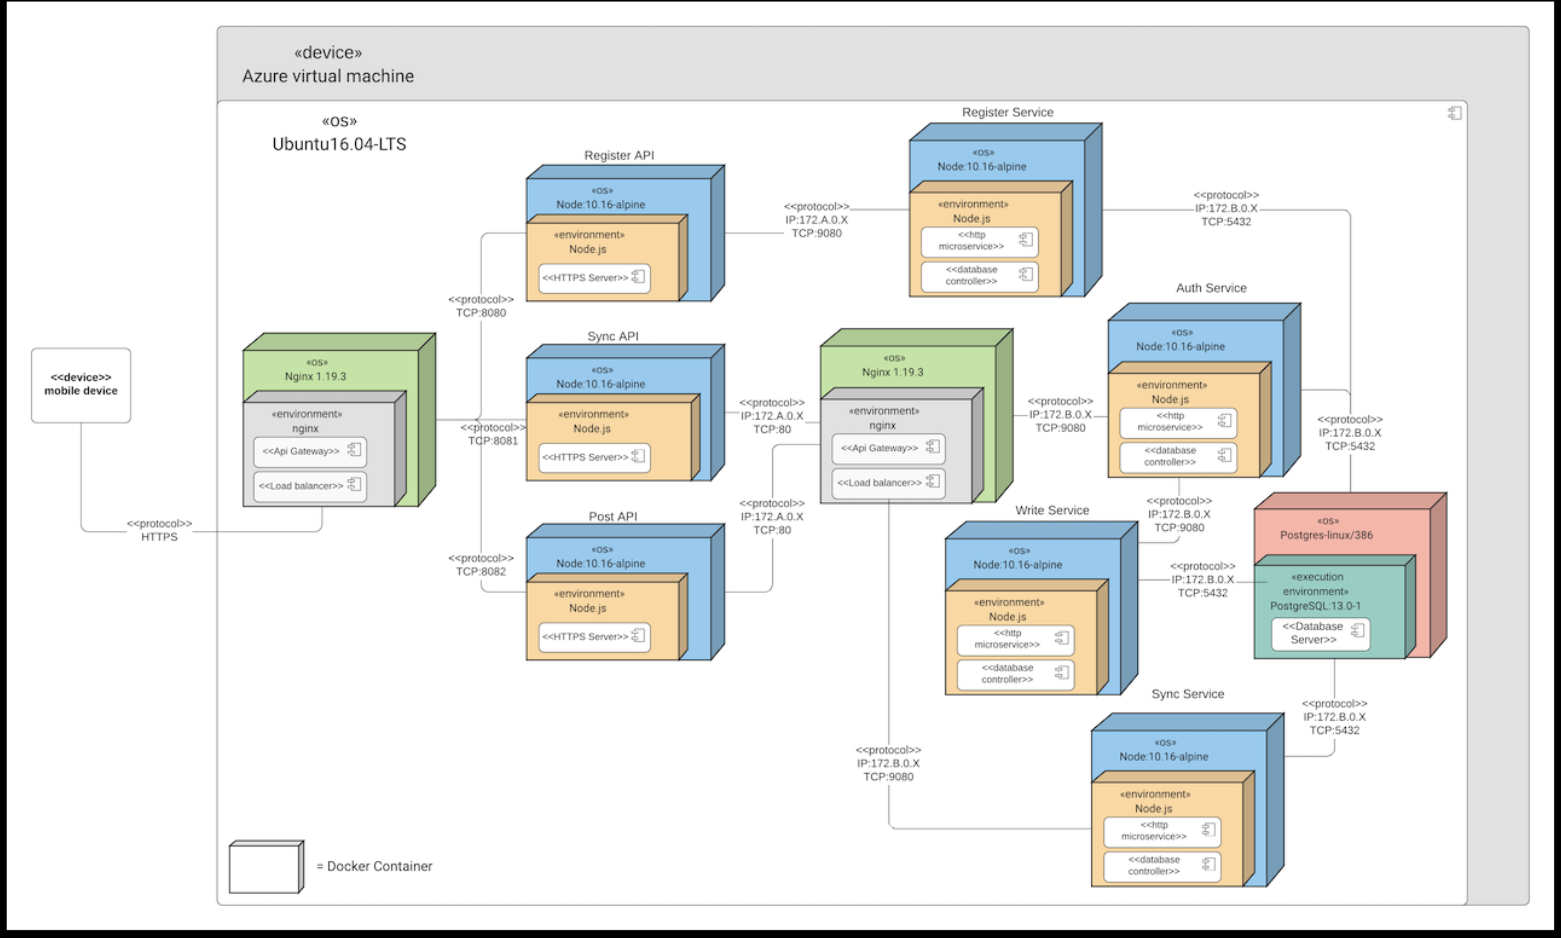 «device»
Azure virtual machine
«os»
Ubuntu16.04-LTS
<<device>>
mobile device
<<protocol>>
HTTPS
«os»
Nginx 1.19.3
«environment»
nginx
<<Api Gateway>>
<<Load balancer>>
<<protocol>>
TCP:8080
<<protocol>>
TCP:8081
<<protocol>>
TCP:8082
Register API
«os»
Node:10.16-alpine
«environment»
Node.js
<<HTTPS Server>>
Sync API
«os»
Node:10.16-alpine
«environment»
Node.js
<<HTTPS Server>>
Post API
«os»
Node:10.16-alpine
«environment»
Node.js
<<HTTPS Server>>
<<protocol>>
IP:172.A.0.X
TCP:9080
<<protocol>>
IP:172.A.0.X
TCP:80
<<protocol>>
IP:172.A.0.X
TCP:80
Register Service
«os»
Node:10.16-alpine
«environment»
Node.js
<<http
microservice>>
<<database
controller>>
<<protocol>>
IP:172.B.0.X
TCP:5432
«os»
Nginx 1.19.3
«environment»
nginx
<<Api Gateway>>
<<Load balancer>>
<<protocol>>
IP:172.B.0.X
TCP:9080
Auth Service
«os»
Node:10.16-alpine
«environment»
Node.js
<<http
microservice>>
<<database
controller>>
<<protocol>>
IP:172.B.0.X
TCP:5432
<<protocol>>
IP:172.B.0.X
TCP:9080
Write Service
«os»
Node:10.16-alpine
«environment»
Node.js
<<http
microservice>>
<<database
controller>>
<<protocol>>
IP:172.B.0.X
TCP:5432
«os»
Postgres-linux/386
«execution
environment»
PostgreSQL:13.0-1
<<Database
Server>>
<<protocol>>
IP:172.B.0.X
TCP:5432
<<protocol>>
IP:172.B.0.X
TCP:9080
Sync Service
«os»
Node:10.16-alpine
«environment»
Node.js
<<http
microservice>>
<<database
controller>>
= Docker Container